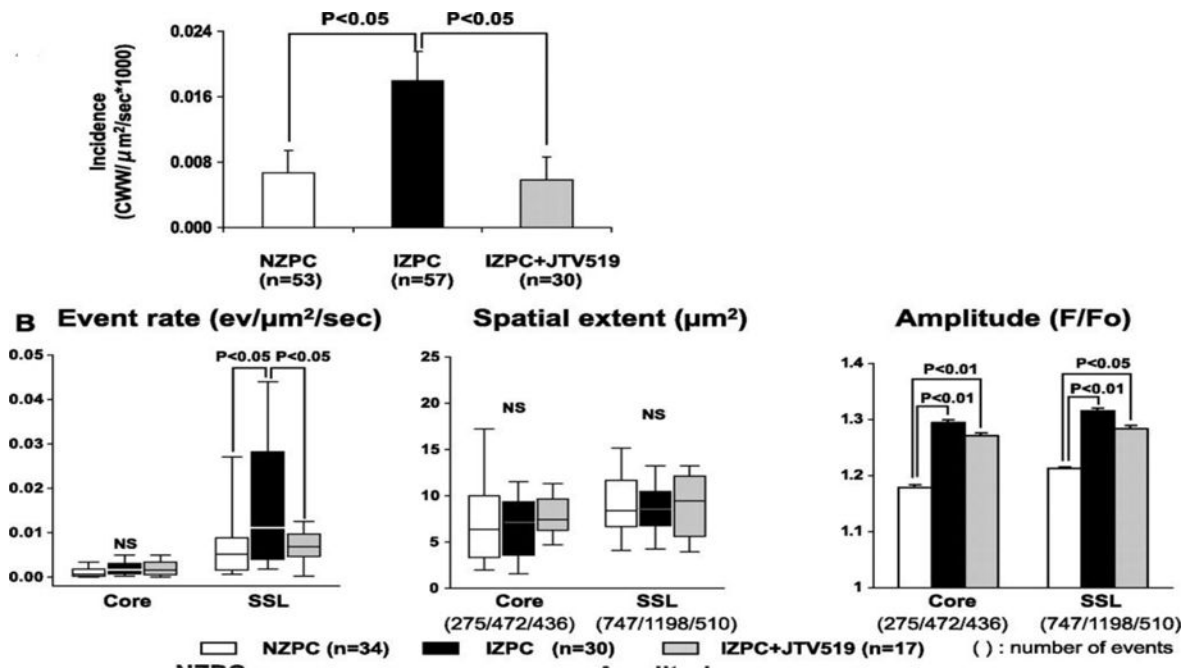 P<0.05 P<0.05
0.024
0.016
0.008
0.000
Incidence
(CWW/μm²/sec*1000)
NZPC IZPC IZPC+JTV519
(n=53) (n=57) (n=30)
B Event rate (ev/μm²/sec) Spatial extent (μm²) Amplitude (F/Fo)
0.05
0.04
0.03
0.02
0.01
0.00
P<0.05 P<0.05
NS
Core SSL
25
20
15
10
5
0
NS NS
Core SSL
(275/472/436) (747/1198/510)
1.4
1.3
1.2
1.1
1
P<0.01 P<0.05
P<0.01 P<0.01
Core SSL
(275/472/436) (747/1198/510)
NZPC (n=34) IZPC (n=30) IZPC+JTV519 (n=17) ( ) : number of events